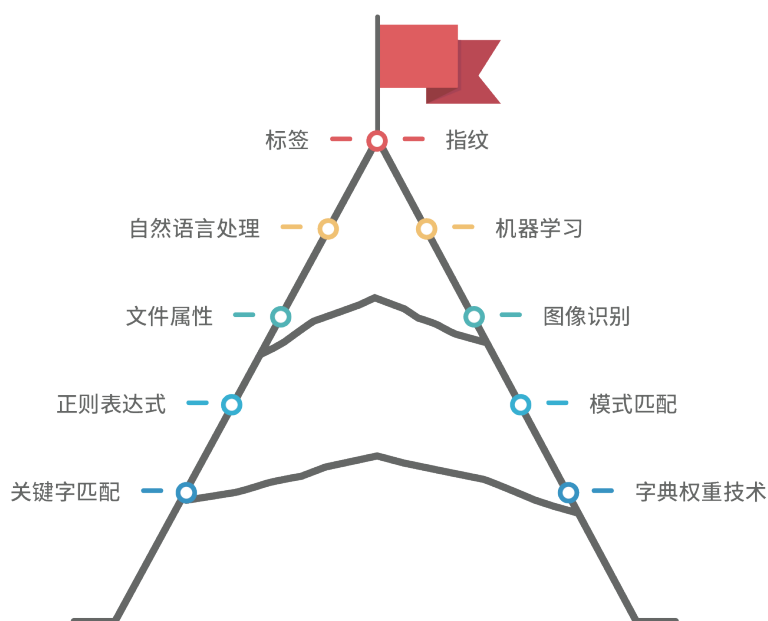 标签
指纹
自然语言处理
机器学习
文件属性
图像识别
正则表达式
模式匹配
关键字匹配
字典权重技术